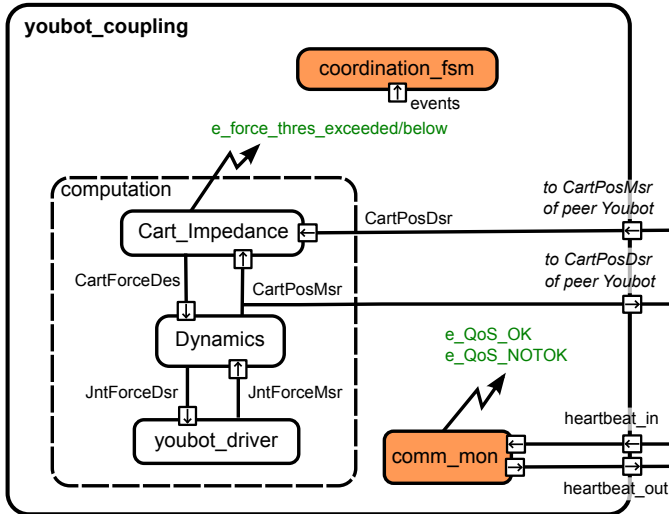 youbot_coupling
coordination_fsm
events
e_force_thres_exceeded/below
computation
Cart_Impedance
CartPosDsr
to CartPosMsr
of peer Youbot
to CartPosDsr
of peer Youbot
CartForceDes
CartPosMsr
Dynamics
e_QoS_OK
e_QoS_NOTOK
JntForceDsr
JntForceMsr
youbot_driver
comm_mon
heartbeat_in
heartbeat_out